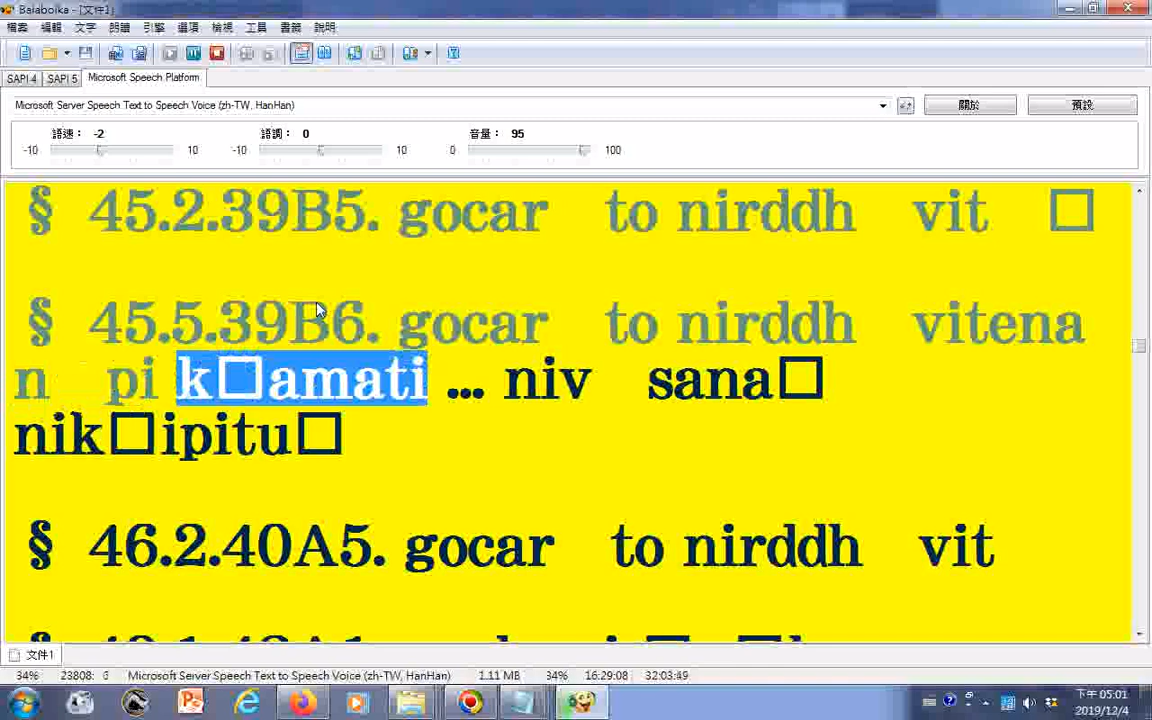 Balabolka - [文件1]
檔案 編輯 文字 朗讀 引擎 選項 檢視 工具 書籤 說明
SAPI 4 SAPI 5 Microsoft Speech Platform
Microsoft Server Speech Text to Speech Voice (zh-TW, HanHan) 關於 預設
語速： -2 語調： 0 音量： 95
-10 10 -10 10 0 100
§ 45.2.39B5. gocar to nirddh vit □
§ 45.5.39B6. gocar to nirddh vitena
n pi k□amati ... niv sana□
nik□ipitu□
§ 46.2.40A5. gocar to nirddh vit
文件1
34% 23808: 6 Microsoft Server Speech Text to Speech Voice (zh-TW, HanHan) 1.11 MB 34% 16:29:08 32:03:49
下午 05:01
2019/12/4